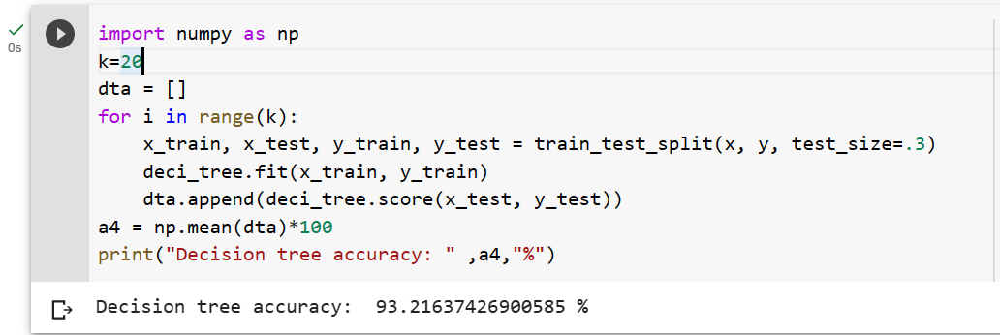 0s
import numpy as np
k=20
dta = []
for i in range(k):
    x_train, x_test, y_train, y_test = train_test_split(x, y, test_size=.3)
    deci_tree.fit(x_train, y_train)
    dta.append(deci_tree.score(x_test, y_test))
a4 = np.mean(dta)*100
print("Decision tree accuracy: " ,a4,"%")
Decision tree accuracy:  93.21637426900585 %